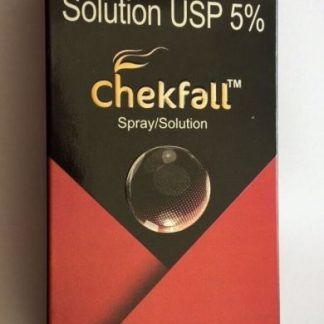 Solution USP 5%
Chekfall™
Spray/Solution